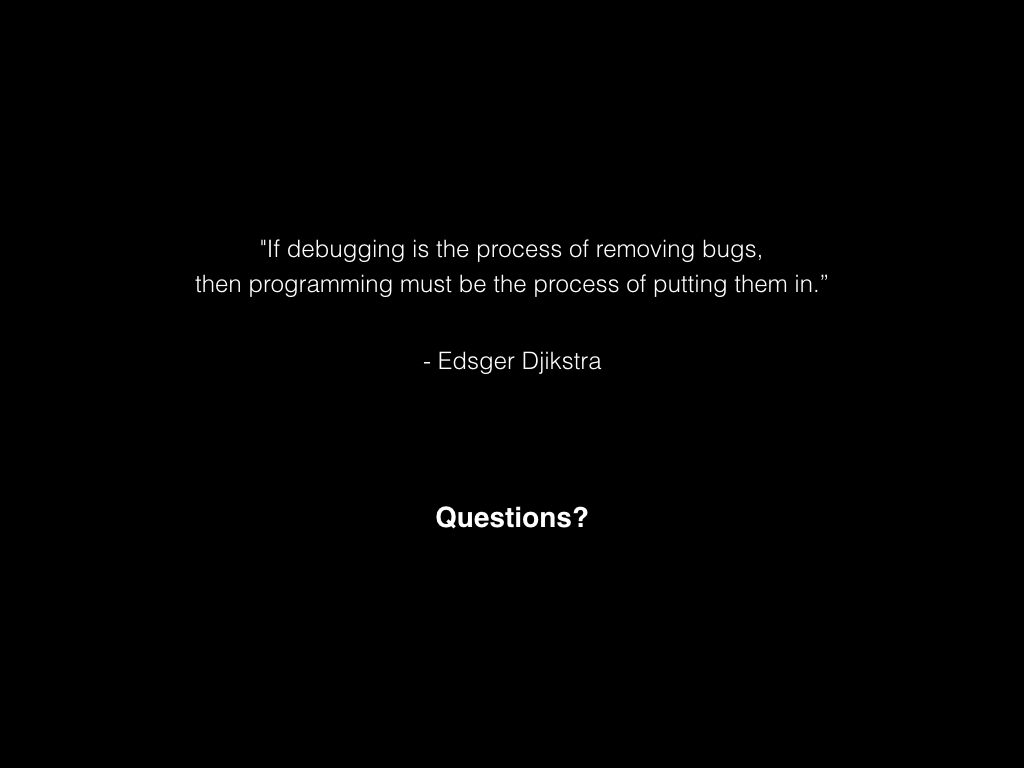 "If debugging is the process of removing bugs,
then programming must be the process of putting them in.”
- Edsger Djikstra
Questions?